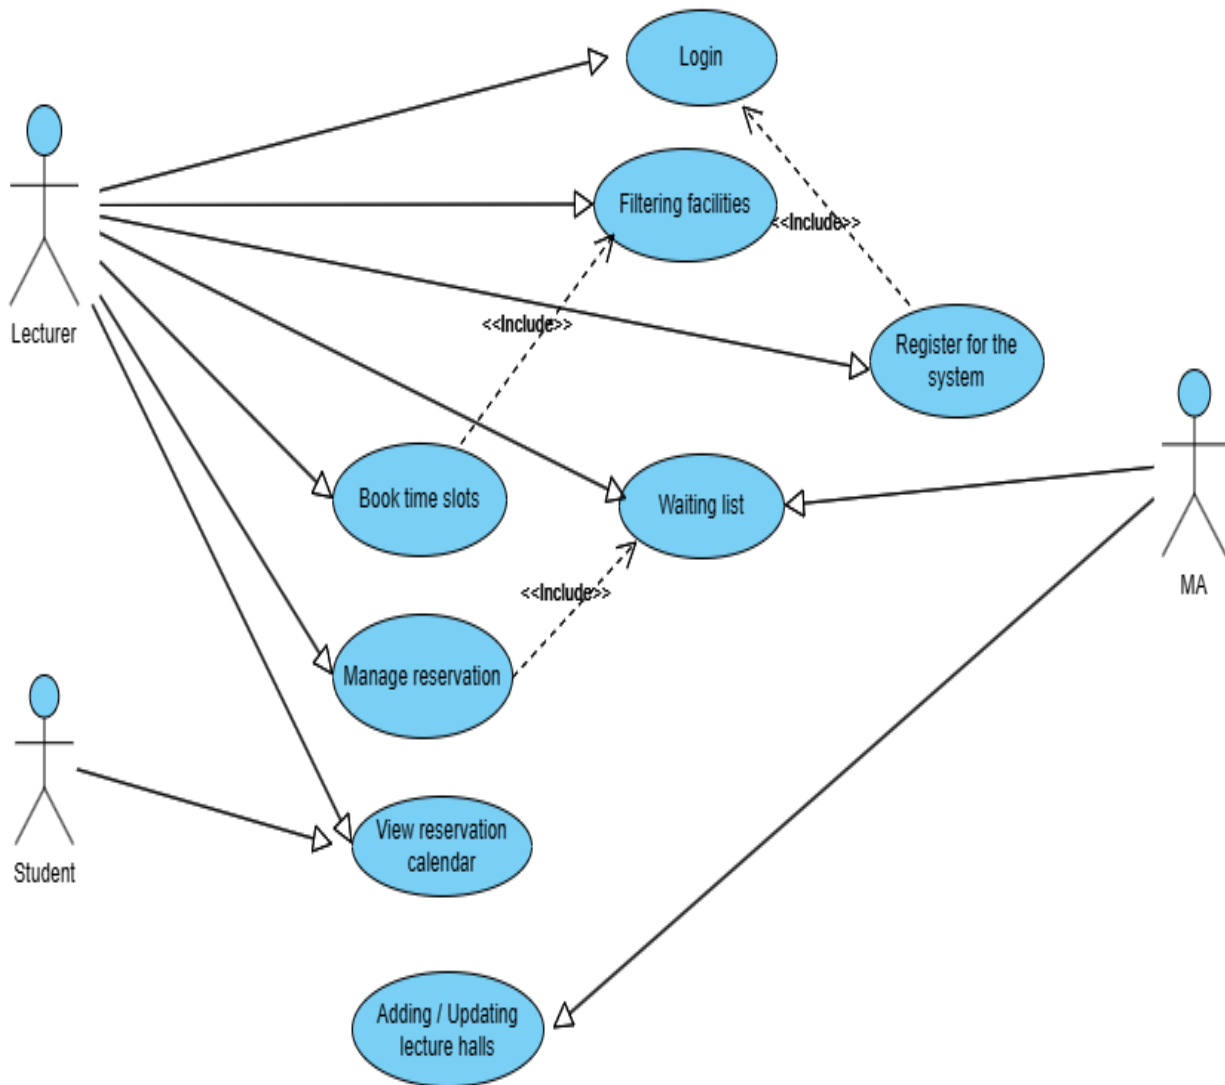 Login
Filtering facilities
<<Include>>
Lecturer
<<Include>>
Register for the
system
Book time slots
Waiting list
<<Include>>
MA
Manage reservation
View reservation
calendar
Student
Adding / Updating
lecture halls